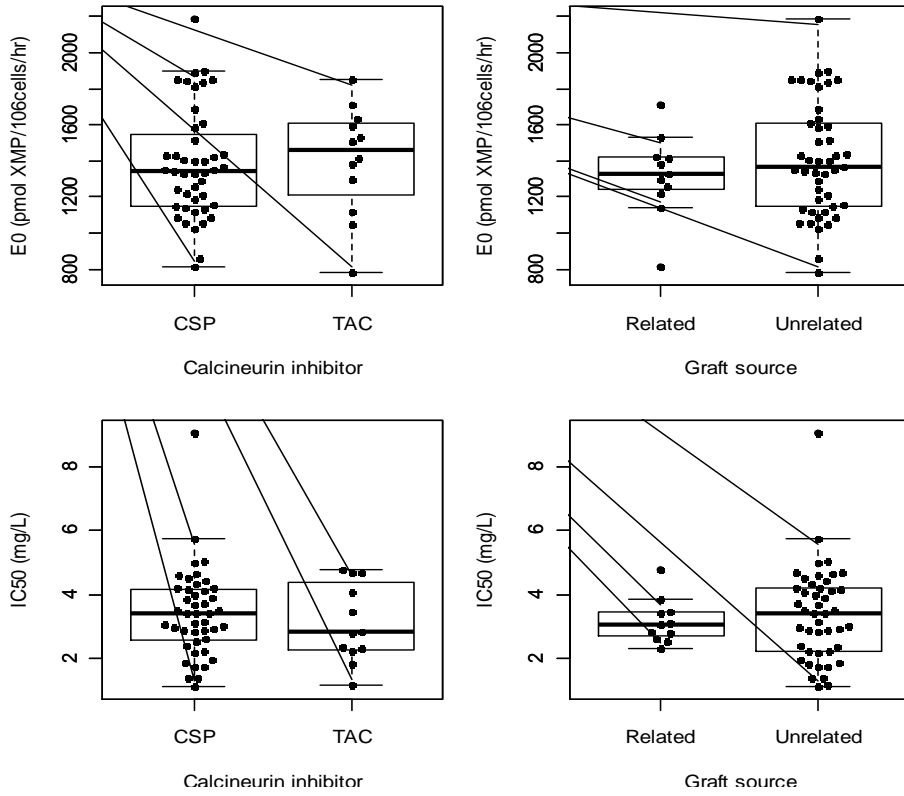 E0 (pmol XMP/106cells/hr)
2000
1600
1200
800
CSP
TAC
Calcineurin inhibitor
E0 (pmol XMP/106cells/hr)
2000
1600
1200
800
Related
Unrelated
Graft source
IC50 (mg/L)
8
6
4
2
CSP
TAC
Calcineurin inhibitor
IC50 (mg/L)
8
6
4
2
Related
Unrelated
Graft source